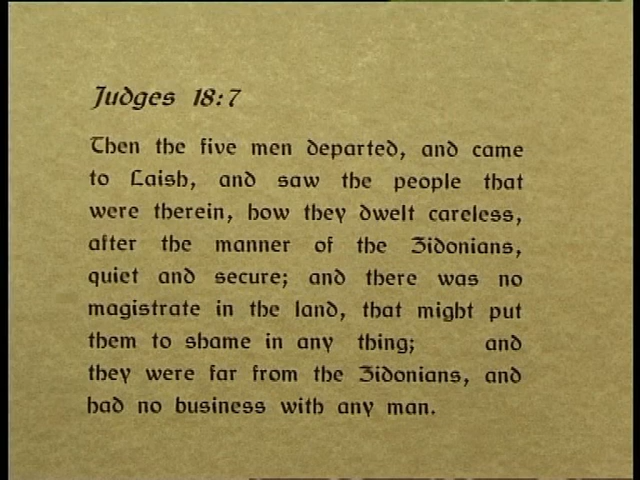 Judges 18:7
Then the five men departed, and came
to Laish, and saw the people that
were therein, how they dwelt careless,
after the manner of the Zidonians,
quiet and secure; and there was no
magistrate in the land, that might put
them to shame in any thing; and
they were far from the Zidonians, and
had no business with any man.